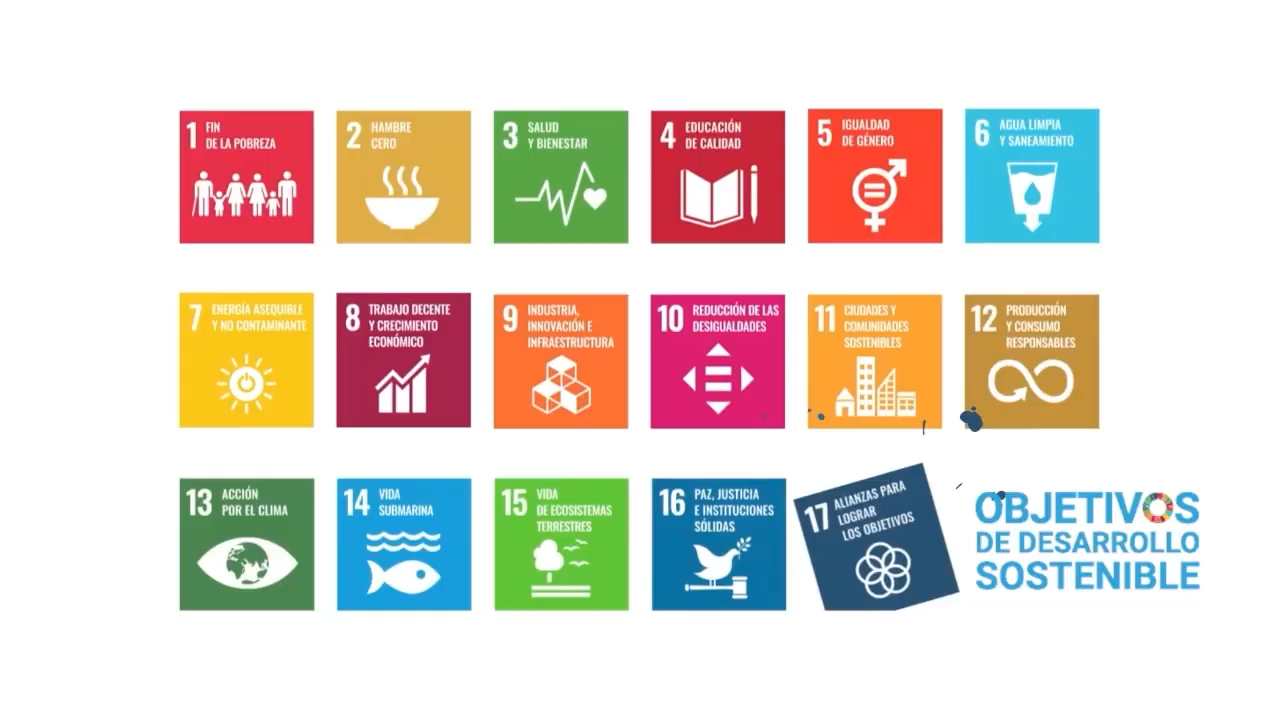 1 FIN
DE LA POBREZA
2 HAMBRE
CERO
3 SALUD
Y BIENESTAR
4 EDUCACIÓN
DE CALIDAD
5 IGUALDAD
DE GÉNERO
6 AGUA LIMPIA
Y SANEAMIENTO
7 ENERGÍA ASEQUIBLE
Y NO CONTAMINANTE
8 TRABAJO DECENTE
Y CRECIMIENTO
ECONÓMICO
9 INDUSTRIA,
INNOVACIÓN E
INFRAESTRUCTURA
10 REDUCCIÓN DE LAS
DESIGUALDADES
11 CIUDADES Y
COMUNIDADES
SOSTENIBLES
12 PRODUCCIÓN
Y CONSUMO
RESPONSABLES
13 ACCIÓN
POR EL CLIMA
14 VIDA
SUBMARINA
15 VIDA
DE ECOSISTEMAS
TERRESTRES
16 PAZ, JUSTICIA
E INSTITUCIONES
SÓLIDAS
17 ALIANZAS PARA
LOGRAR
LOS OBJETIVOS
OBJETIVOS
DE DESARROLLO
SOSTENIBLE